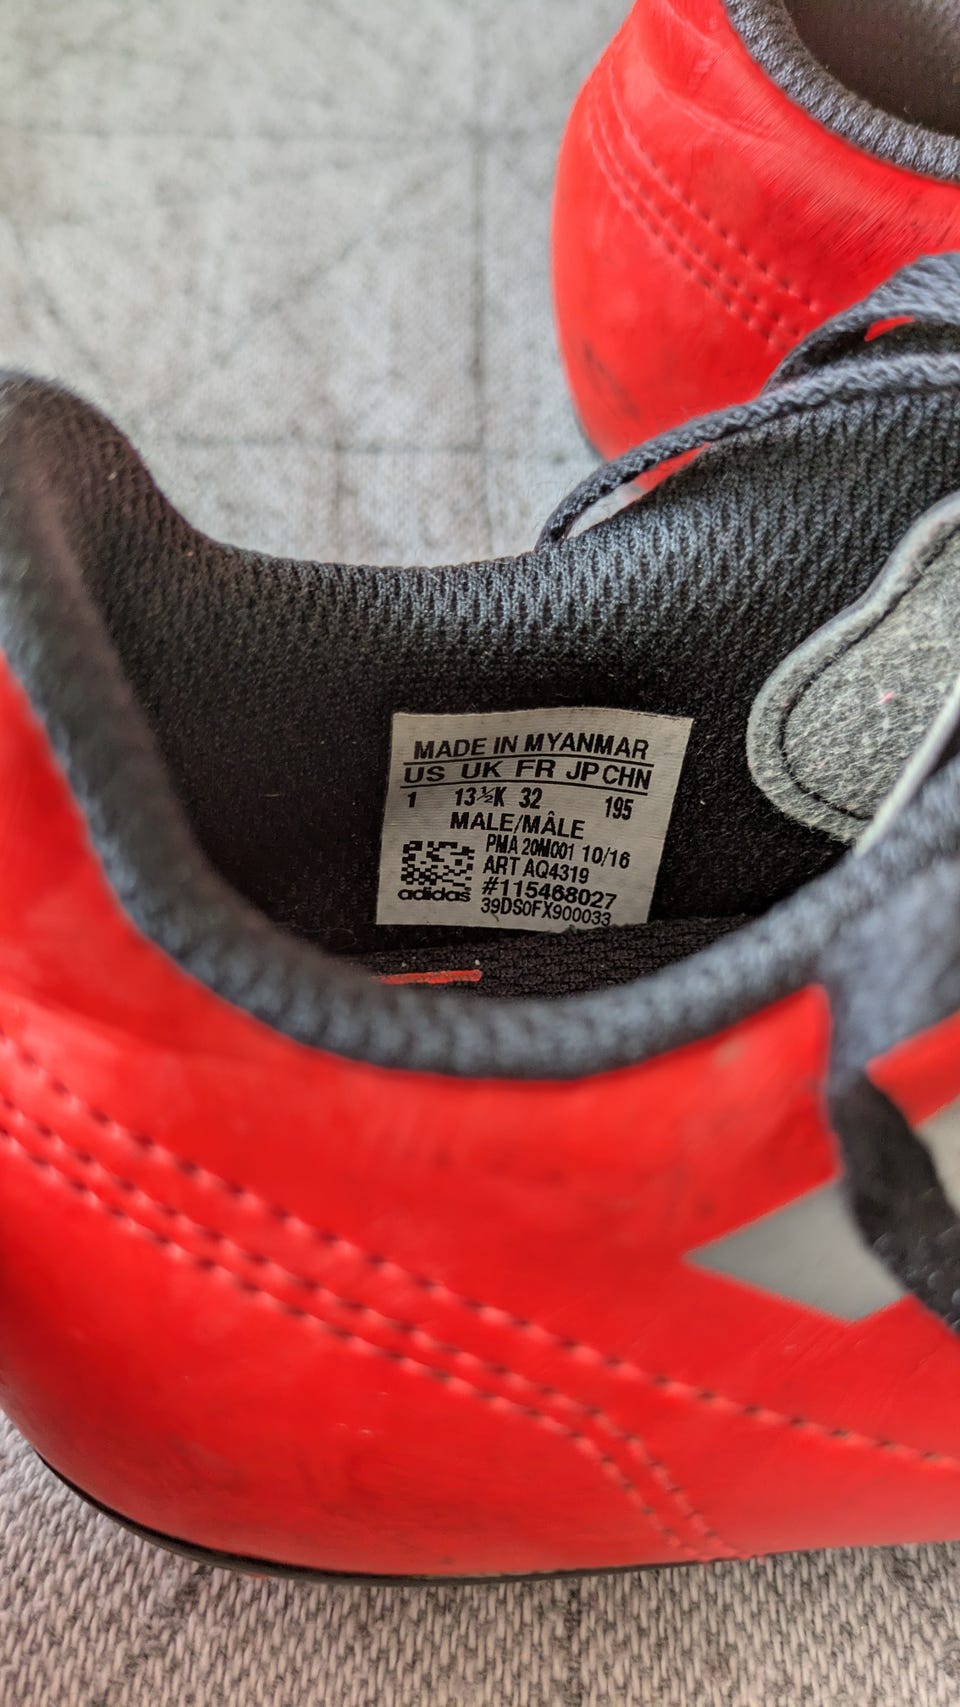 MADE IN MYANMAR
US UK FR JP CHN
1 13½K 32 195
MALE/MÂLE
PMA 20M001 10/16
ART AQ4319
#115468027
39DS0FX900033
adidas